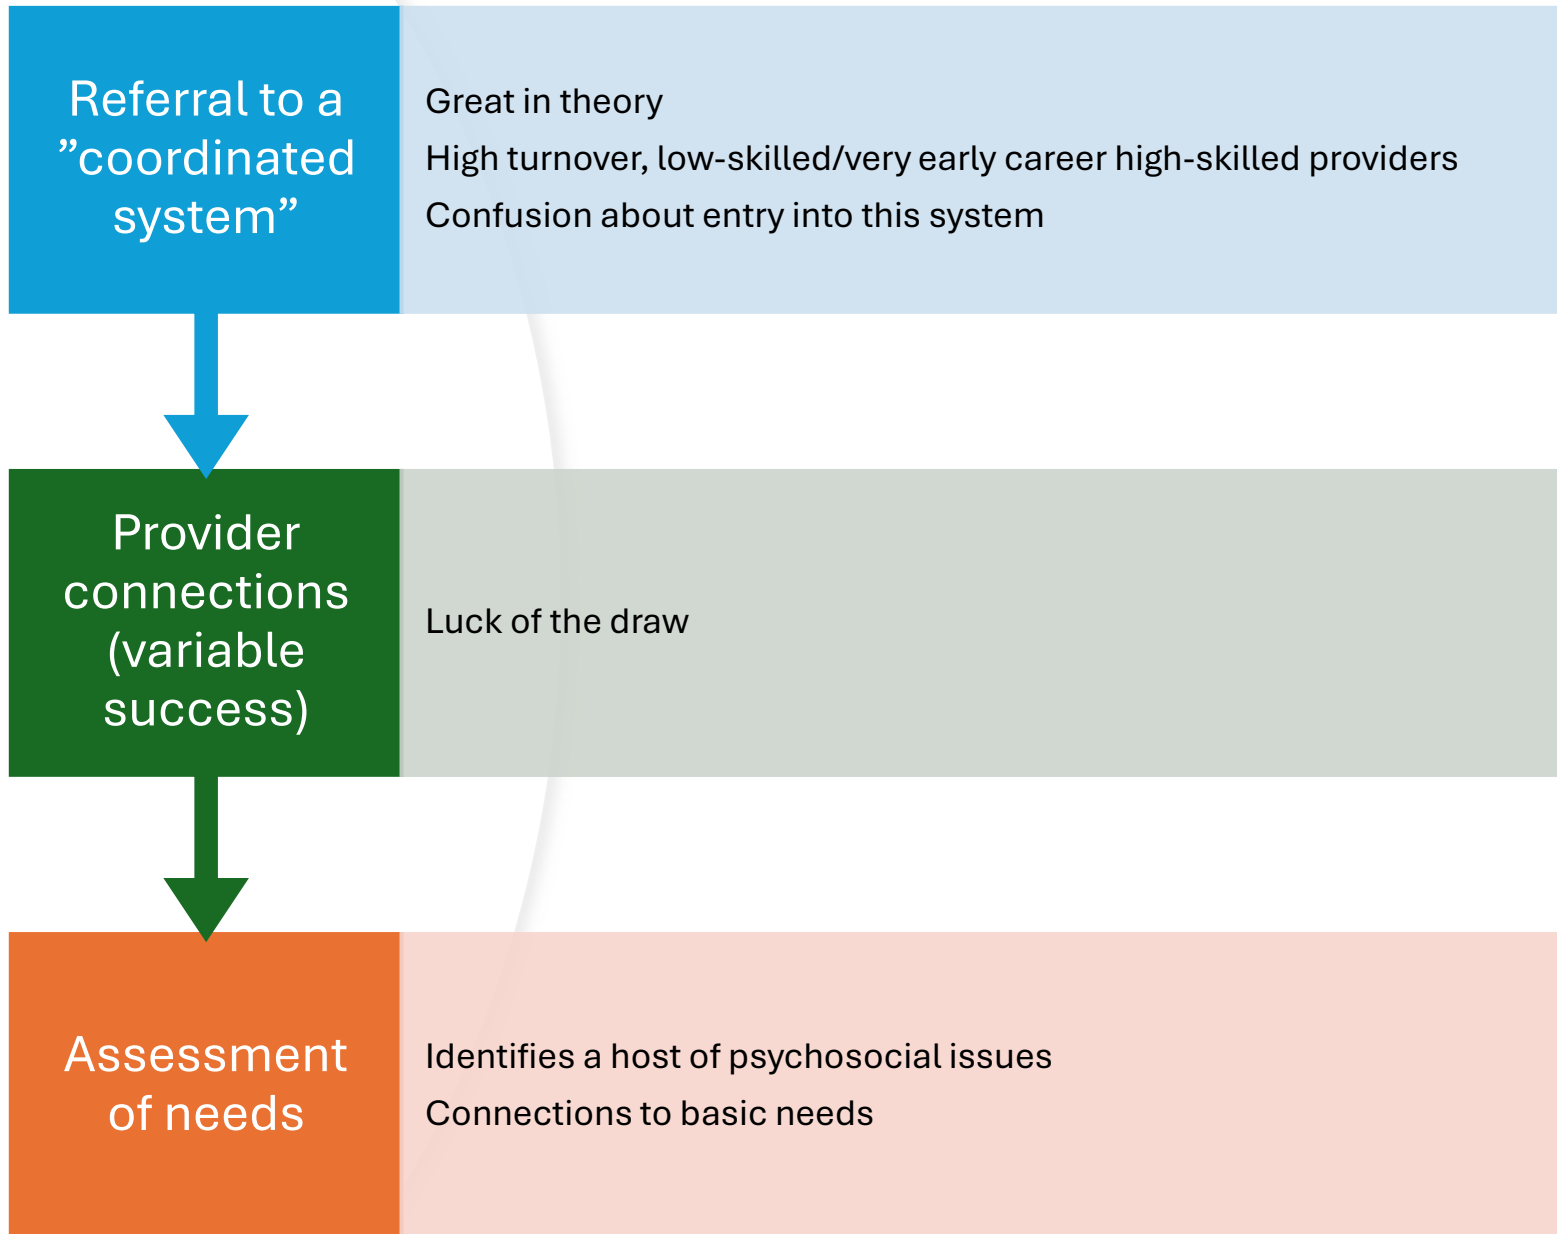 Referral to a
”coordinated
system”
Great in theory
High turnover, low-skilled/very early career high-skilled providers
Confusion about entry into this system
Provider
connections
(variable
success)
Luck of the draw
Assessment
of needs
Identifies a host of psychosocial issues
Connections to basic needs